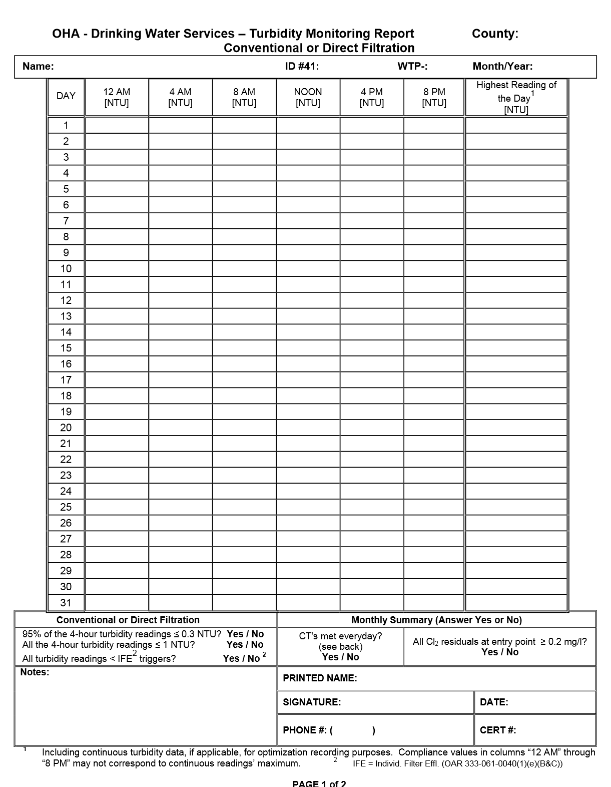 OHA - Drinking Water Services – Turbidity Monitoring Report County:
Conventional or Direct Filtration
Name: ID #41: WTP-: Month/Year:
DAY 12 AM [NTU] 4 AM [NTU] 8 AM [NTU] NOON [NTU] 4 PM [NTU] 8 PM [NTU] Highest Reading of the Day1 [NTU]
1
2
3
4
5
6
7
8
9
10
11
12
13
14
15
16
17
18
19
20
21
22
23
24
25
26
27
28
29
30
31
Conventional or Direct Filtration
95% of the 4-hour turbidity readings ≤ 0.3 NTU? Yes / No
All the 4-hour turbidity readings ≤ 1 NTU? Yes / No
All turbidity readings < IFE2 triggers? Yes / No 2
Monthly Summary (Answer Yes or No)
CT's met everyday?
(see back)
Yes / No
All Cl2 residuals at entry point ≥ 0.2 mg/l?
Yes / No
Notes:
PRINTED NAME:
SIGNATURE: DATE:
PHONE #: ( ) CERT #:
1 Including continuous turbidity data, if applicable, for optimization recording purposes. Compliance values in columns "12 AM" through
"8 PM" may not correspond to continuous readings' maximum. 2 IFE = Individ. Filter Effl. (OAR 333-061-0040(1)(e)(B&C))
PAGE 1 of 2